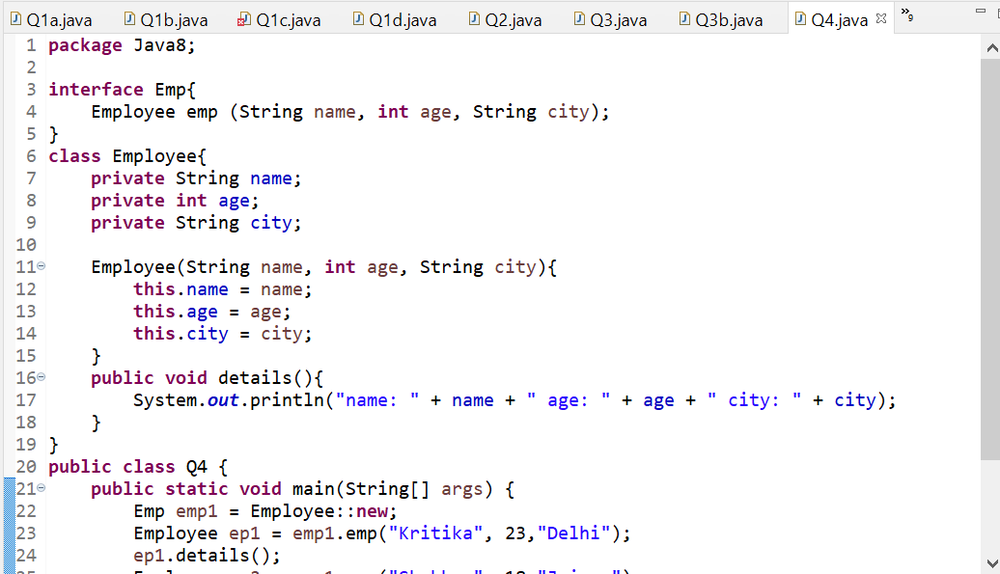 Q1a.java Q1b.java Q1c.java Q1d.java Q2.java Q3.java Q3b.java Q4.java »9
1 package Java8;
2
3 interface Emp{
4 Employee emp (String name, int age, String city);
5 }
6 class Employee{
7 private String name;
8 private int age;
9 private String city;
10
11 Employee(String name, int age, String city){
12 this.name = name;
13 this.age = age;
14 this.city = city;
15 }
16 public void details(){
17 System.out.println("name: " + name + " age: " + age + " city: " + city);
18 }
19 }
20 public class Q4 {
21 public static void main(String[] args) {
22 Emp emp1 = Employee::new;
23 Employee ep1 = emp1.emp("Kritika", 23,"Delhi");
24 ep1.details();